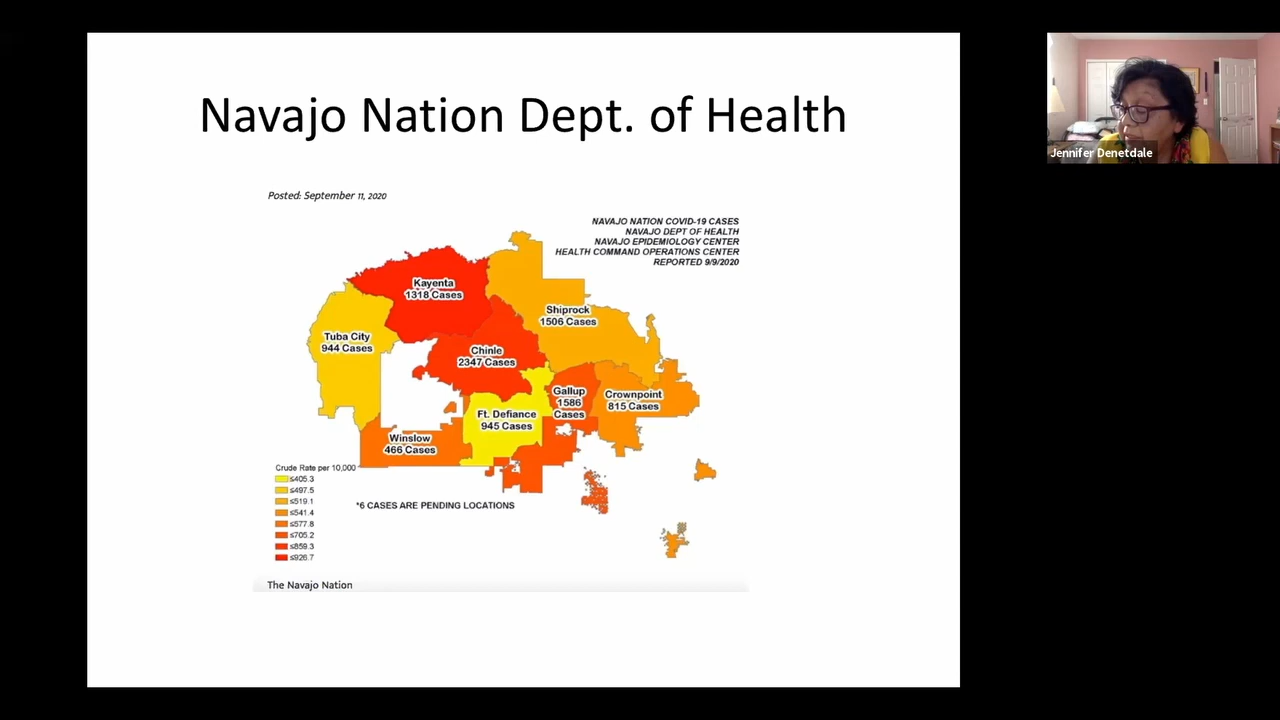 Navajo Nation Dept. of Health
Jennifer Denetdale
Posted: September 11, 2020
NAVAJO NATION COVID-19 CASES
NAVAJO DEPT OF HEALTH
NAVAJO EPIDEMIOLOGY CENTER
HEALTH COMMAND OPERATIONS CENTER
REPORTED 9/9/2020
Kayenta
1318 Cases
Shiprock
1506 Cases
Tuba City
944 Cases
Chinle
2347 Cases
Gallup
1586
Cases
Crownpoint
815 Cases
Ft. Defiance
945 Cases
Winslow
466 Cases
Crude Rate per 10,000
≤405.3
≤497.5
≤519.1
≤541.4
≤577.8
≤705.2
≤859.3
≤926.7
*6 CASES ARE PENDING LOCATIONS
The Navajo Nation